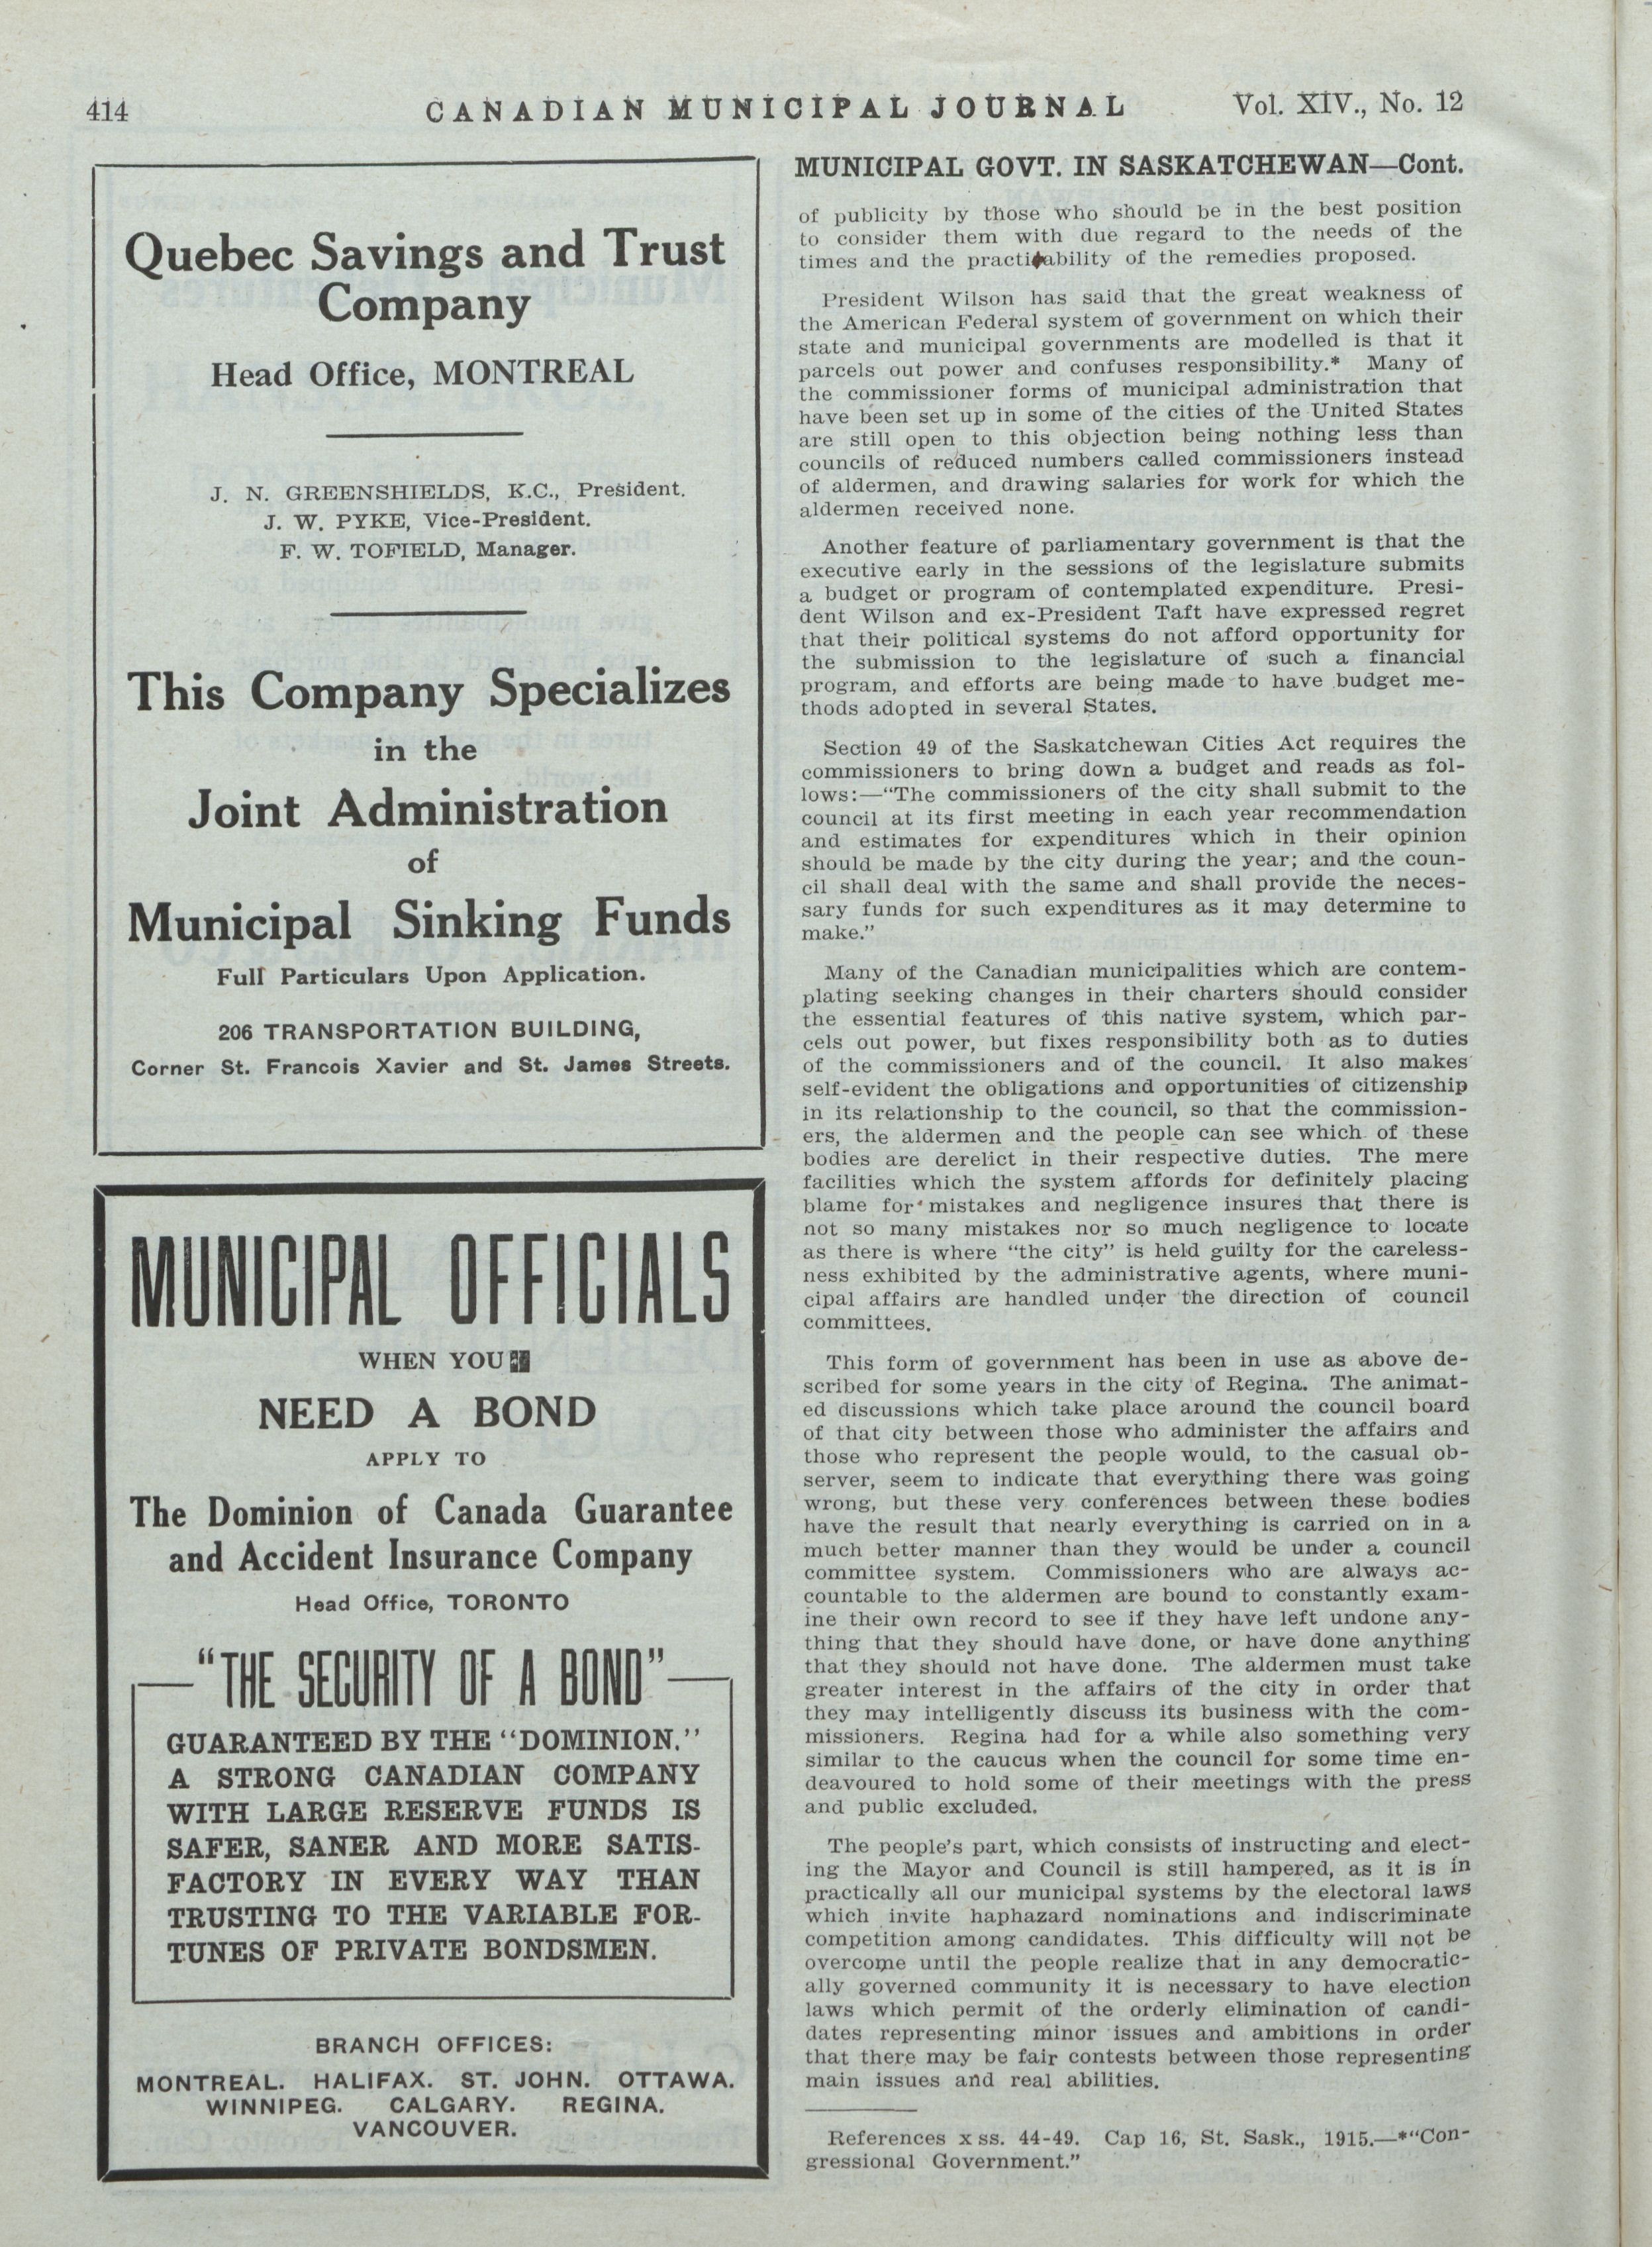 414
CANADIAN MUNICIPAL JOURNAL
Vol. XIV., No. 12
Quebec Savings and Trust
Company
Head Office, MONTREAL
J. N. GREENSHIELDS, K.C., President.
J. W. PYKE, Vice-President.
F. W. TOFIELD, Manager.
This Company Specializes
in the
Joint Administration
of
Municipal Sinking Funds
Full Particulars Upon Application.
206 TRANSPORTATION BUILDING,
Corner St. Francois Xavier and St. James Streets.
MUNICIPAL OFFICIALS
WHEN YOU
NEED A BOND
APPLY TO
The Dominion of Canada Guarantee
and Accident Insurance Company
Head Office, TORONTO
"THE SECURITY OF A BOND"
GUARANTEED BY THE "DOMINION."
A STRONG CANADIAN COMPANY
WITH LARGE RESERVE FUNDS IS
SAFER, SANER AND MORE SATIS-
FACTORY IN EVERY WAY THAN
TRUSTING TO THE VARIABLE FOR-
TUNES OF PRIVATE BONDSMEN.
BRANCH OFFICES:
MONTREAL. HALIFAX. ST. JOHN. OTTAWA.
WINNIPEG. CALGARY. REGINA.
VANCOUVER.
MUNICIPAL GOVT. IN SASKATCHEWAN—Cont.
of publicity by those who should be in the best position
to consider them with due regard to the needs of the
times and the practicability of the remedies proposed.
President Wilson has said that the great weakness of
the American Federal system of government on which their
state and municipal governments are modelled is that it
parcels out power and confuses responsibility.* Many of
the commissioner forms of municipal administration that
have been set up in some of the cities of the United States
are still open to this objection being nothing less than
councils of reduced numbers called commissioners instead
of aldermen, and drawing salaries for work for which the
aldermen received none.
Another feature of parliamentary government is that the
executive early in the sessions of the legislature submits
a budget or program of contemplated expenditure. Presi-
dent Wilson and ex-President Taft have expressed regret
that their political systems do not afford opportunity for
the submission to the legislature of such a financial
program, and efforts are being made to have budget me-
thods adopted in several States.
Section 49 of the Saskatchewan Cities Act requires the
commissioners to bring down a budget and reads as fol-
lows:—"The commissioners of the city shall submit to the
council at its first meeting in each year recommendation
and estimates for expenditures which in their opinion
should be made by the city during the year; and the coun-
cil shall deal with the same and shall provide the neces-
sary funds for such expenditures as it may determine to
make."
Many of the Canadian municipalities which are contem-
plating seeking changes in their charters should consider
the essential features of this native system, which par-
cels out power, but fixes responsibility both as to duties
of the commissioners and of the council. It also makes
self-evident the obligations and opportunities of citizenship
in its relationship to the council, so that the commission-
ers, the aldermen and the people can see which of these
bodies are derelict in their respective duties. The mere
facilities which the system affords for definitely placing
blame for mistakes and negligence insures that there is
not so many mistakes nor so much negligence to locate
as there is where "the city" is held guilty for the careless-
ness exhibited by the administrative agents, where muni-
cipal affairs are handled under the direction of council
committees.
This form of government has been in use as above de-
scribed for some years in the city of Regina. The animat-
ed discussions which take place around the council board
of that city between those who administer the affairs and
those who represent the people would, to the casual ob-
server, seem to indicate that everything there was going
wrong, but these very conferences between these bodies
have the result that nearly everything is carried on in a
much better manner than they would be under a council
committee system. Commissioners who are always ac-
countable to the aldermen are bound to constantly exam-
ine their own record to see if they have left undone any-
thing that they should have done, or have done anything
that they should not have done. The aldermen must take
greater interest in the affairs of the city in order that
they may intelligently discuss its business with the com-
missioners. Regina had for a while also something very
similar to the caucus when the council for some time en-
deavoured to hold some of their meetings with the press
and public excluded.
The people's part, which consists of instructing and elect-
ing the Mayor and Council is still hampered, as it is in
practically all our municipal systems by the electoral laws
which invite haphazard nominations and indiscriminate
competition among candidates. This difficulty will not be
overcome until the people realize that in any democratic-
ally governed community it is necessary to have election
laws which permit of the orderly elimination of candi-
dates representing minor issues and ambitions in order
that there may be fair contests between those representing
main issues and real abilities.
References x ss. 44-49. Cap 16, St. Sask., 1915.—*"Con-
gressional Government."